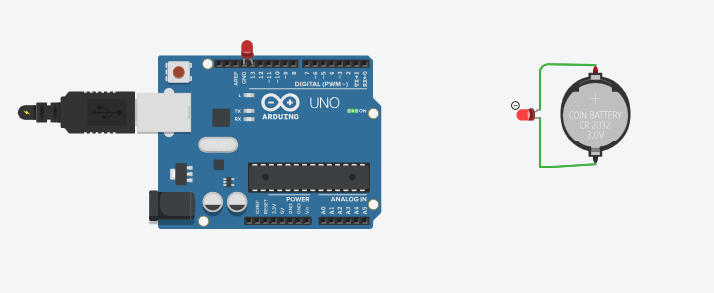 AREF
GND
13
12
~11
~10
~9
8
7
~6
~5
4
~3
2
TX→1
RX←0
DIGITAL (PWM~)
L
TX
RX
UNO
ARDUINO
ON
POWER
ANALOG IN
IOREF
RESET
3.3V
5V
GND
GND
Vin
A0
A1
A2
A3
A4
A5
COIN BATTERY
CR 2032
3.0V